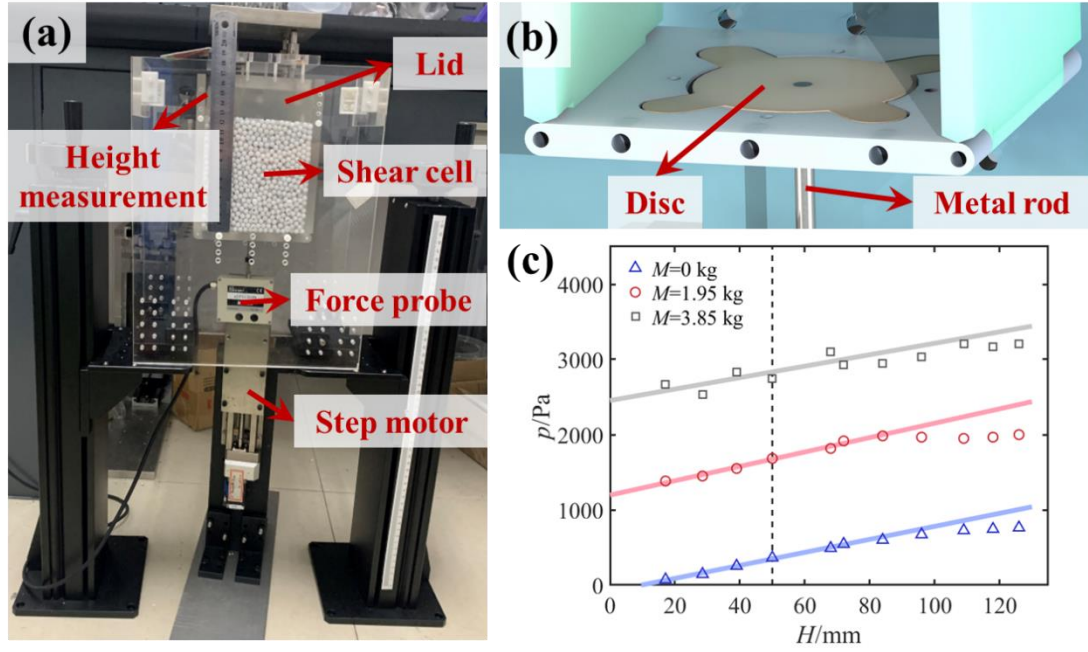 (a)
Lid
Height
measurement
Shear cell
Force probe
Step motor
(b)
Disc
Metal rod
(c)
M=0 kg
M=1.95 kg
M=3.85 kg
p/Pa
4000
3000
2000
1000
0
0 20 40 60 80 100 120
H/mm